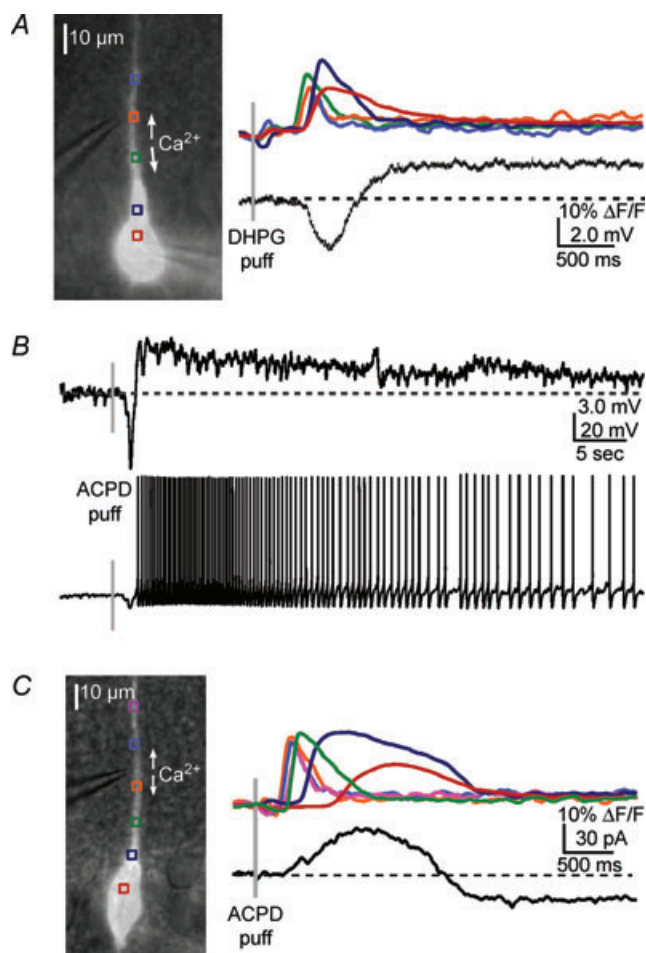 A
10 μm
Ca2+
DHPG
puff
10% ΔF/F
2.0 mV
500 ms
B
3.0 mV
20 mV
5 sec
ACPD
puff
C
10 μm
Ca2+
ACPD
puff
10% ΔF/F
30 pA
500 ms